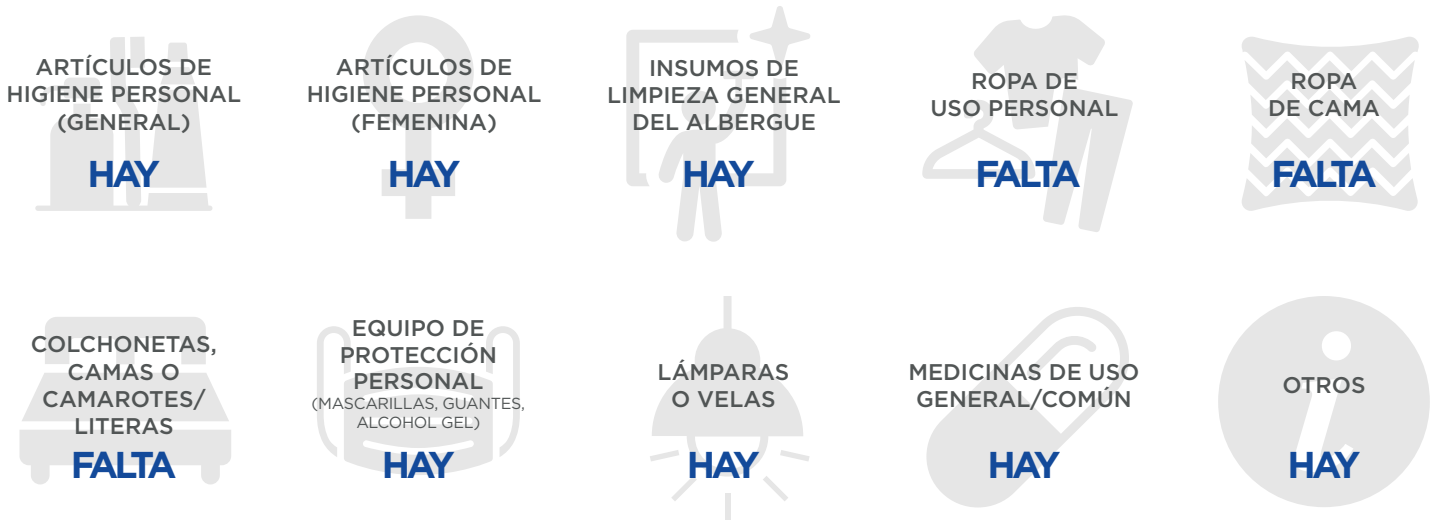 ARTÍCULOS DE
HIGIENE PERSONAL
(GENERAL)
HAY
ARTÍCULOS DE
HIGIENE PERSONAL
(FEMENINA)
HAY
INSUMOS DE
LIMPIEZA GENERAL
DEL ALBERGUE
HAY
ROPA DE
USO PERSONAL
FALTA
ROPA
DE CAMA
FALTA
COLCHONETAS,
CAMAS O
CAMAROTES/
LITERAS
FALTA
EQUIPO DE
PROTECCIÓN
PERSONAL
(MASCARILLAS, GUANTES,
ALCOHOL GEL)
HAY
LÁMPARAS
O VELAS
HAY
MEDICINAS DE USO
GENERAL/COMÚN
HAY
OTROS
HAY